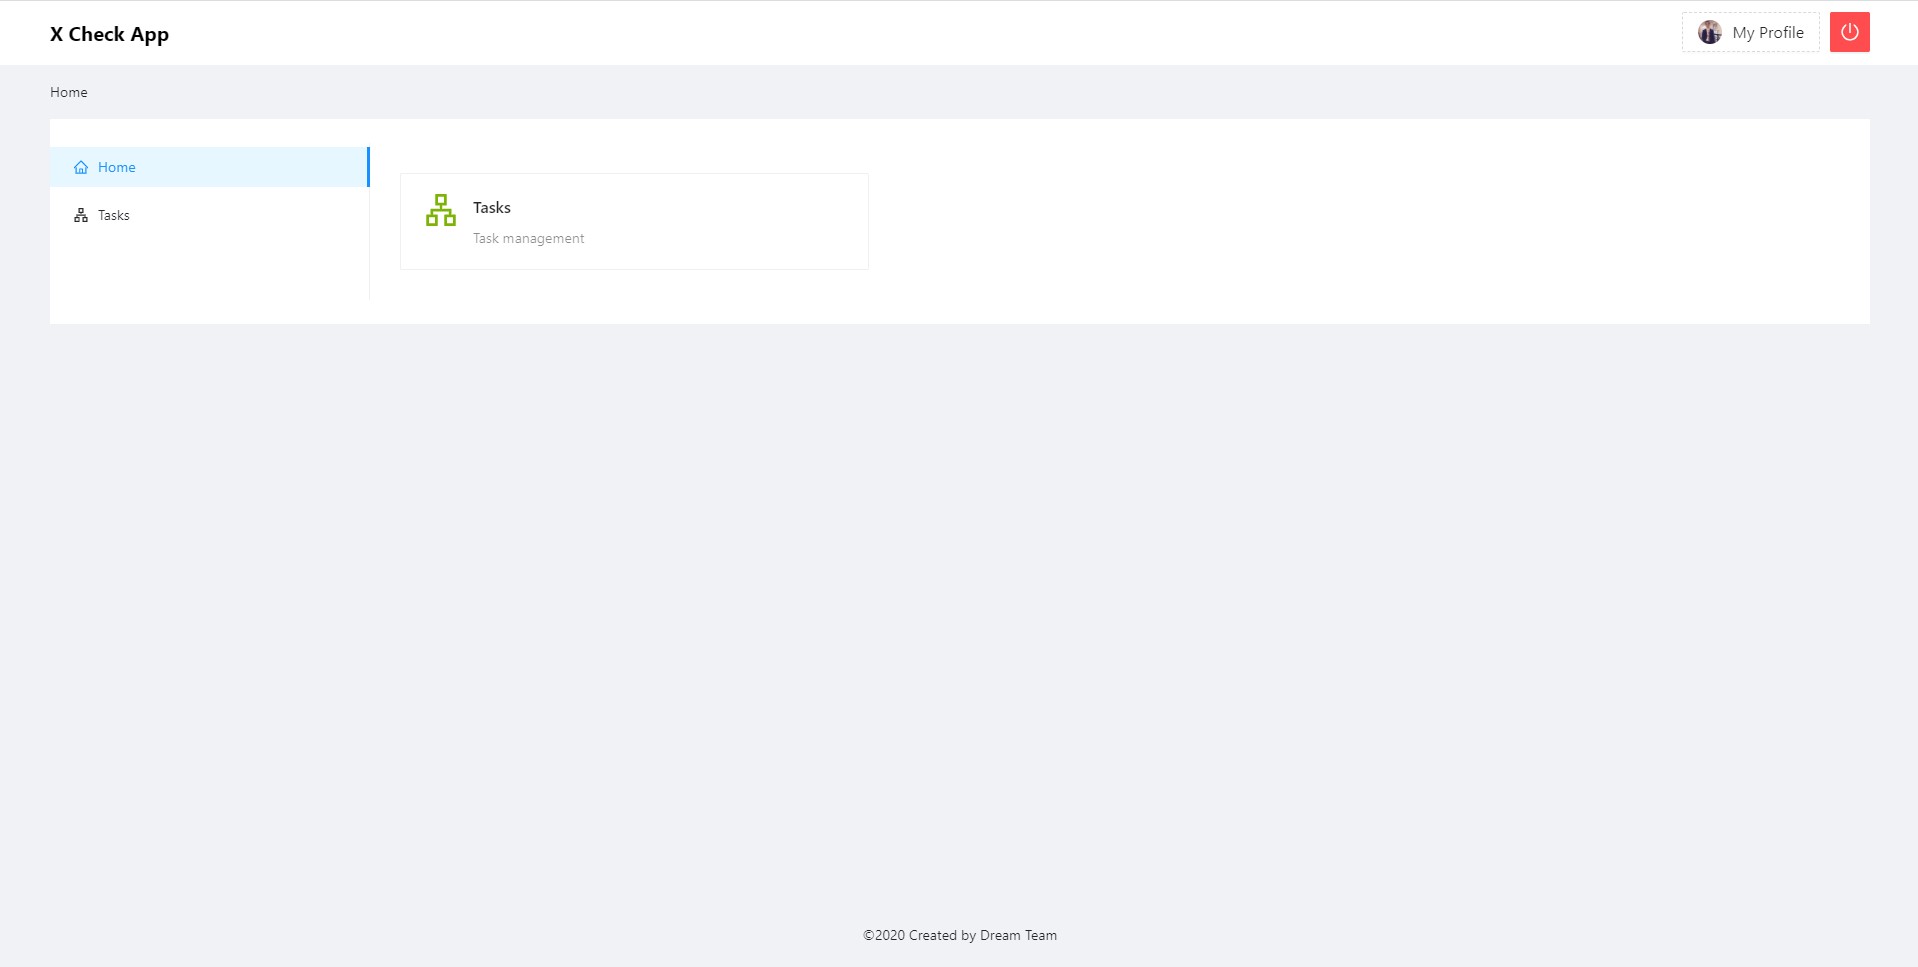 X Check App
My Profile
Home
Home
Tasks
Tasks
Task management
©2020 Created by Dream Team